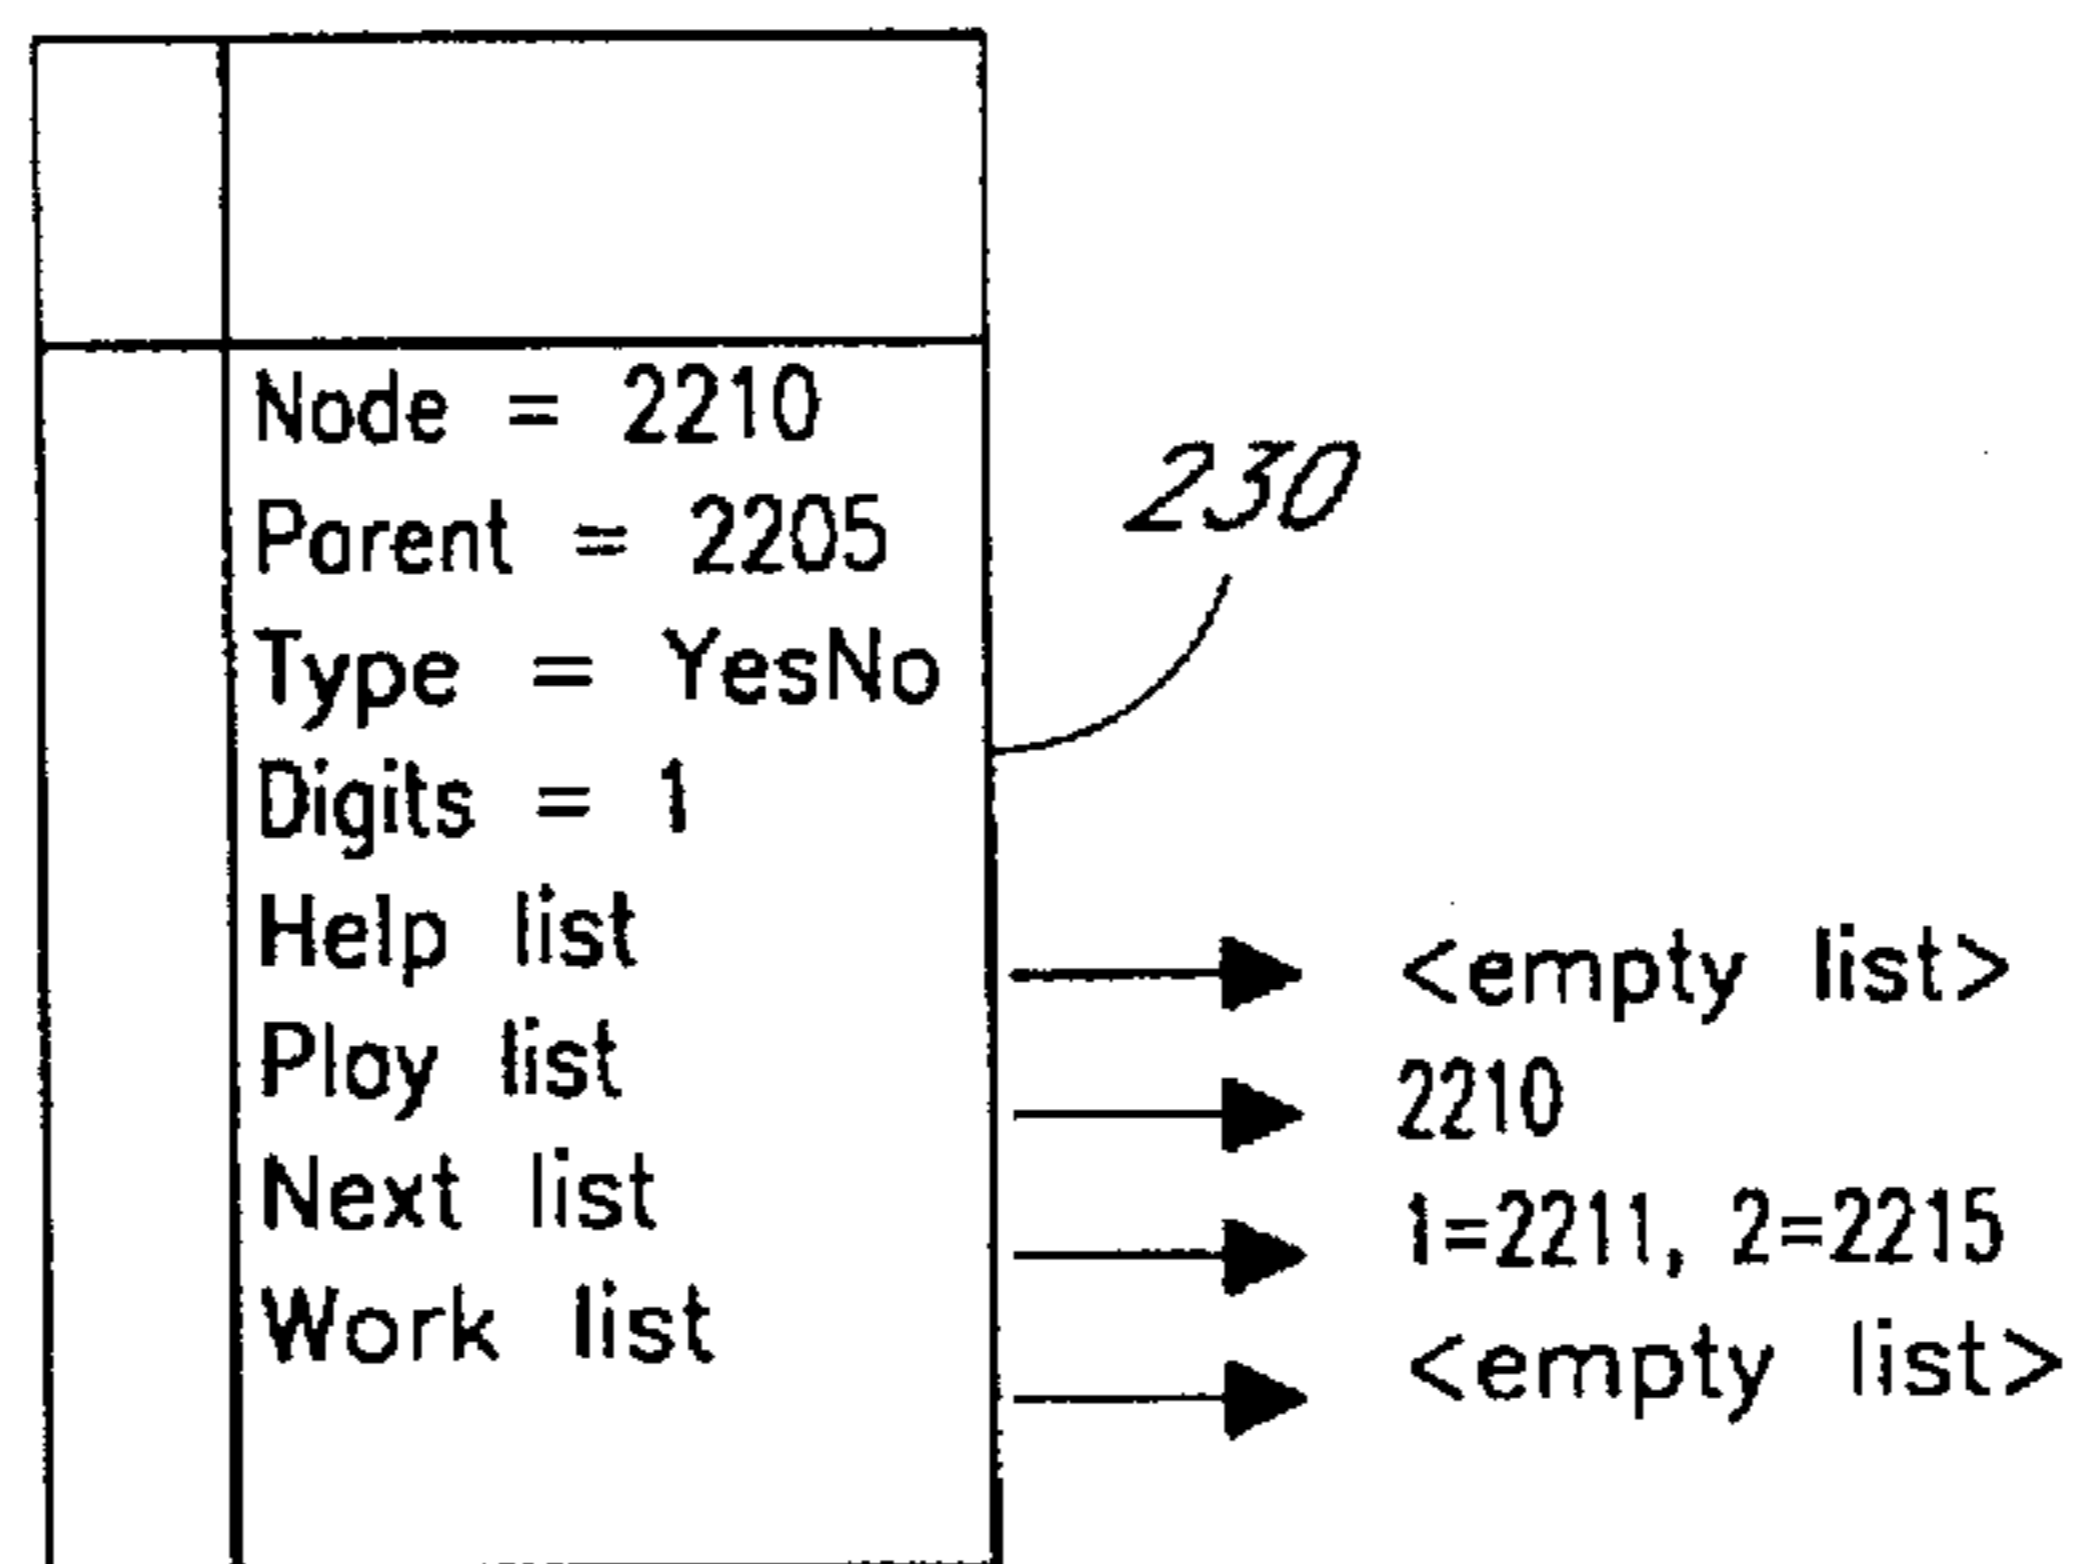 Node = 2210
230
Parent = 2205
Type = YesNo
Digits = 1
Help list
<empty list>
Play list
2210
Next list
1=2211, 2=2215
Work list
<empty list>